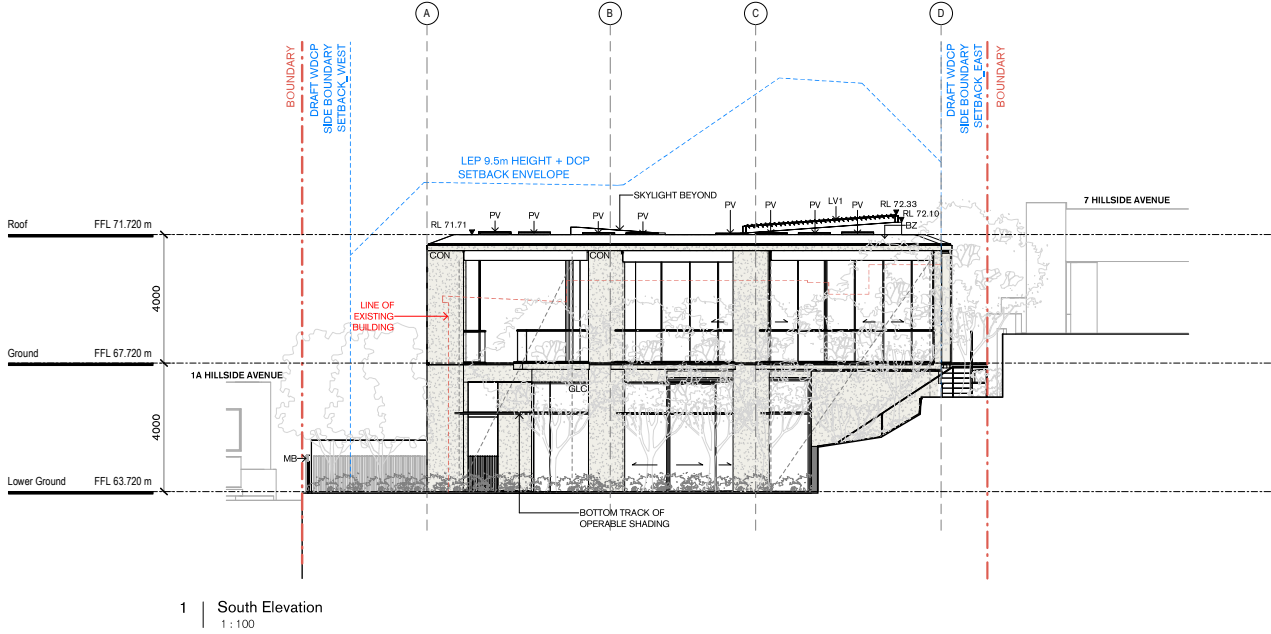 A
B
C
D
BOUNDARY
DRAFT WDCP
SIDE BOUNDARY
SETBACK_WEST
DRAFT WDCP
SIDE BOUNDARY
SETBACK_EAST
BOUNDARY
LEP 9.5m HEIGHT + DCP
SETBACK ENVELOPE
SKYLIGHT BEYOND
7 HILLSIDE AVENUE
PV
PV
PV
PV
PV
PV
PV
LV1
PV
RL 72.33
RL 72.10
RL 71.71
BZ
Roof
FFL 71.720 m
CON
CON
4000
LINE OF
EXISTING
BUILDING
Ground
FFL 67.720 m
1A HILLSIDE AVENUE
GLC
4000
MB
Lower Ground
FFL 63.720 m
BOTTOM TRACK OF
OPERABLE SHADING
1
South Elevation
1 : 100